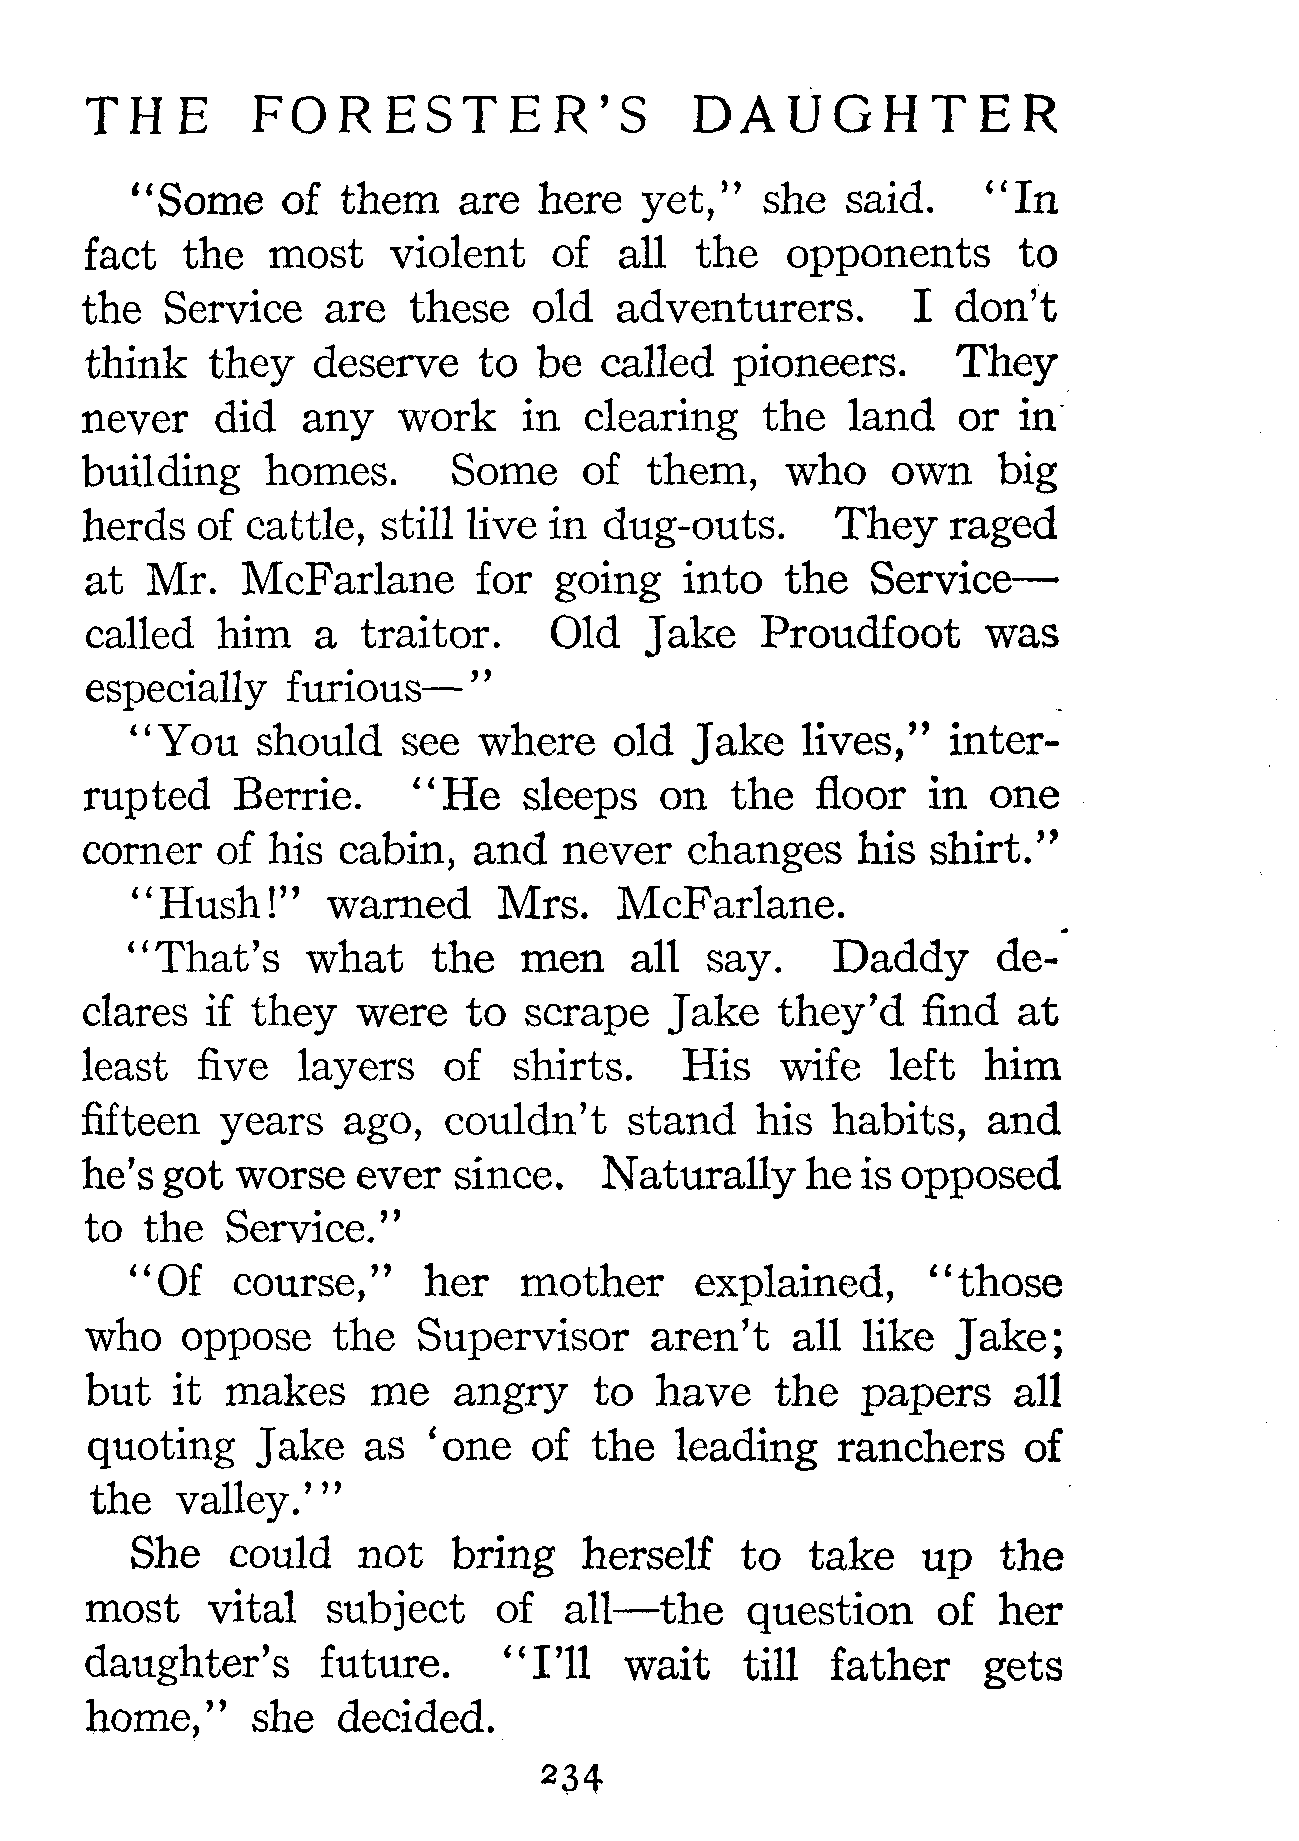 THE FORESTER'S DAUGHTER
"Some of them are here yet," she said. "In
fact the most violent of all the opponents to
the Service are these old adventurers. I don't
think they deserve to be called pioneers. They
never did any work in clearing the land or in
building homes. Some of them, who own big
herds of cattle, still live in dug-outs. They raged
at Mr. McFarlane for going into the Service—
called him a traitor. Old Jake Proudfoot was
especially furious—"
"You should see where old Jake lives," inter-
rupted Berrie. "He sleeps on the floor in one
corner of his cabin, and never changes his shirt."
"Hush!" warned Mrs. McFarlane.
"That's what the men all say. Daddy de-
clares if they were to scrape Jake they'd find at
least five layers of shirts. His wife left him
fifteen years ago, couldn't stand his habits, and
he's got worse ever since. Naturally he is opposed
to the Service."
"Of course," her mother explained, "those
who oppose the Supervisor aren't all like Jake;
but it makes me angry to have the papers all
quoting Jake as 'one of the leading ranchers of
the valley.'"
She could not bring herself to take up the
most vital subject of all—the question of her
daughter's future. "I'll wait till father gets
home," she decided.
234